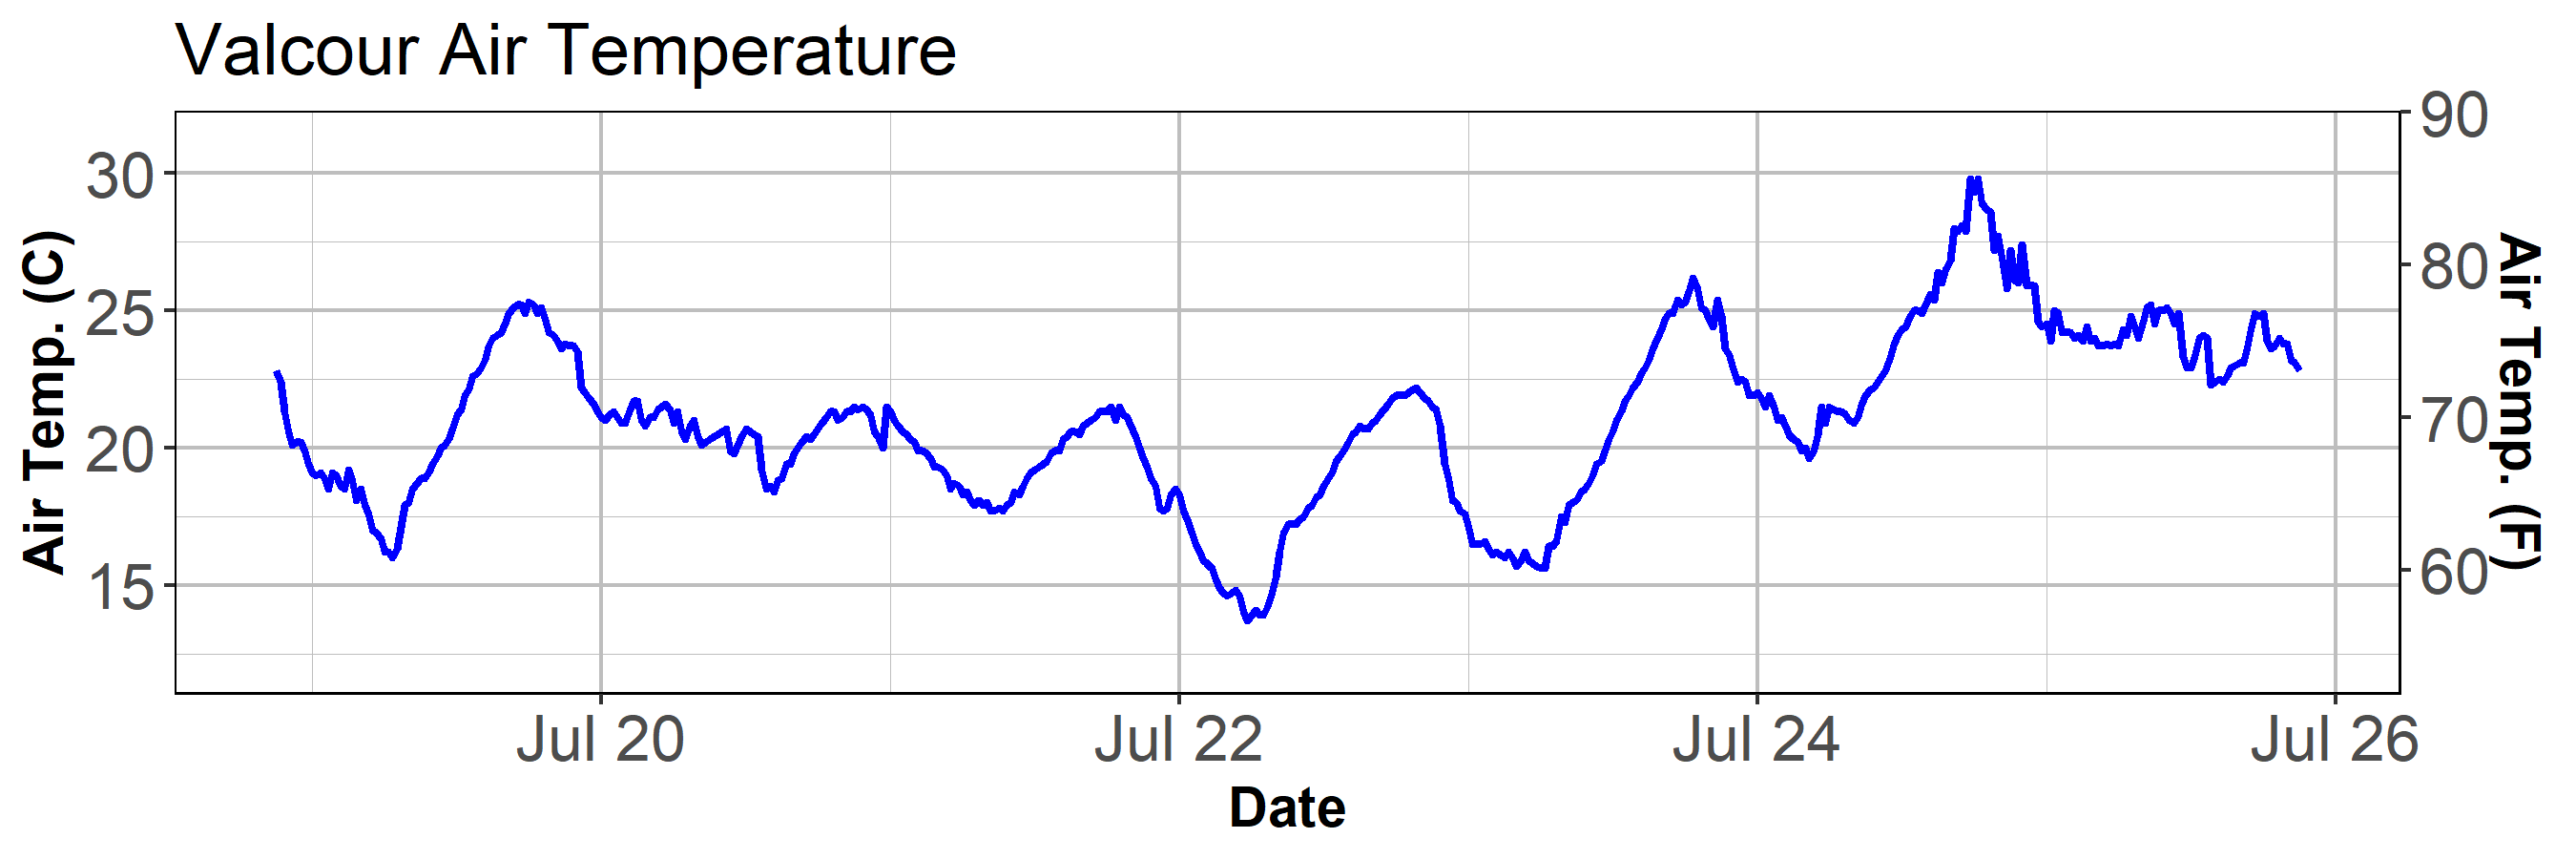 Valcour Air Temperature
Air Temp. (C)
30
25
20
15
90
80
70
60
Air Temp. (F)
Jul 20
Jul 22
Jul 24
Jul 26
Date